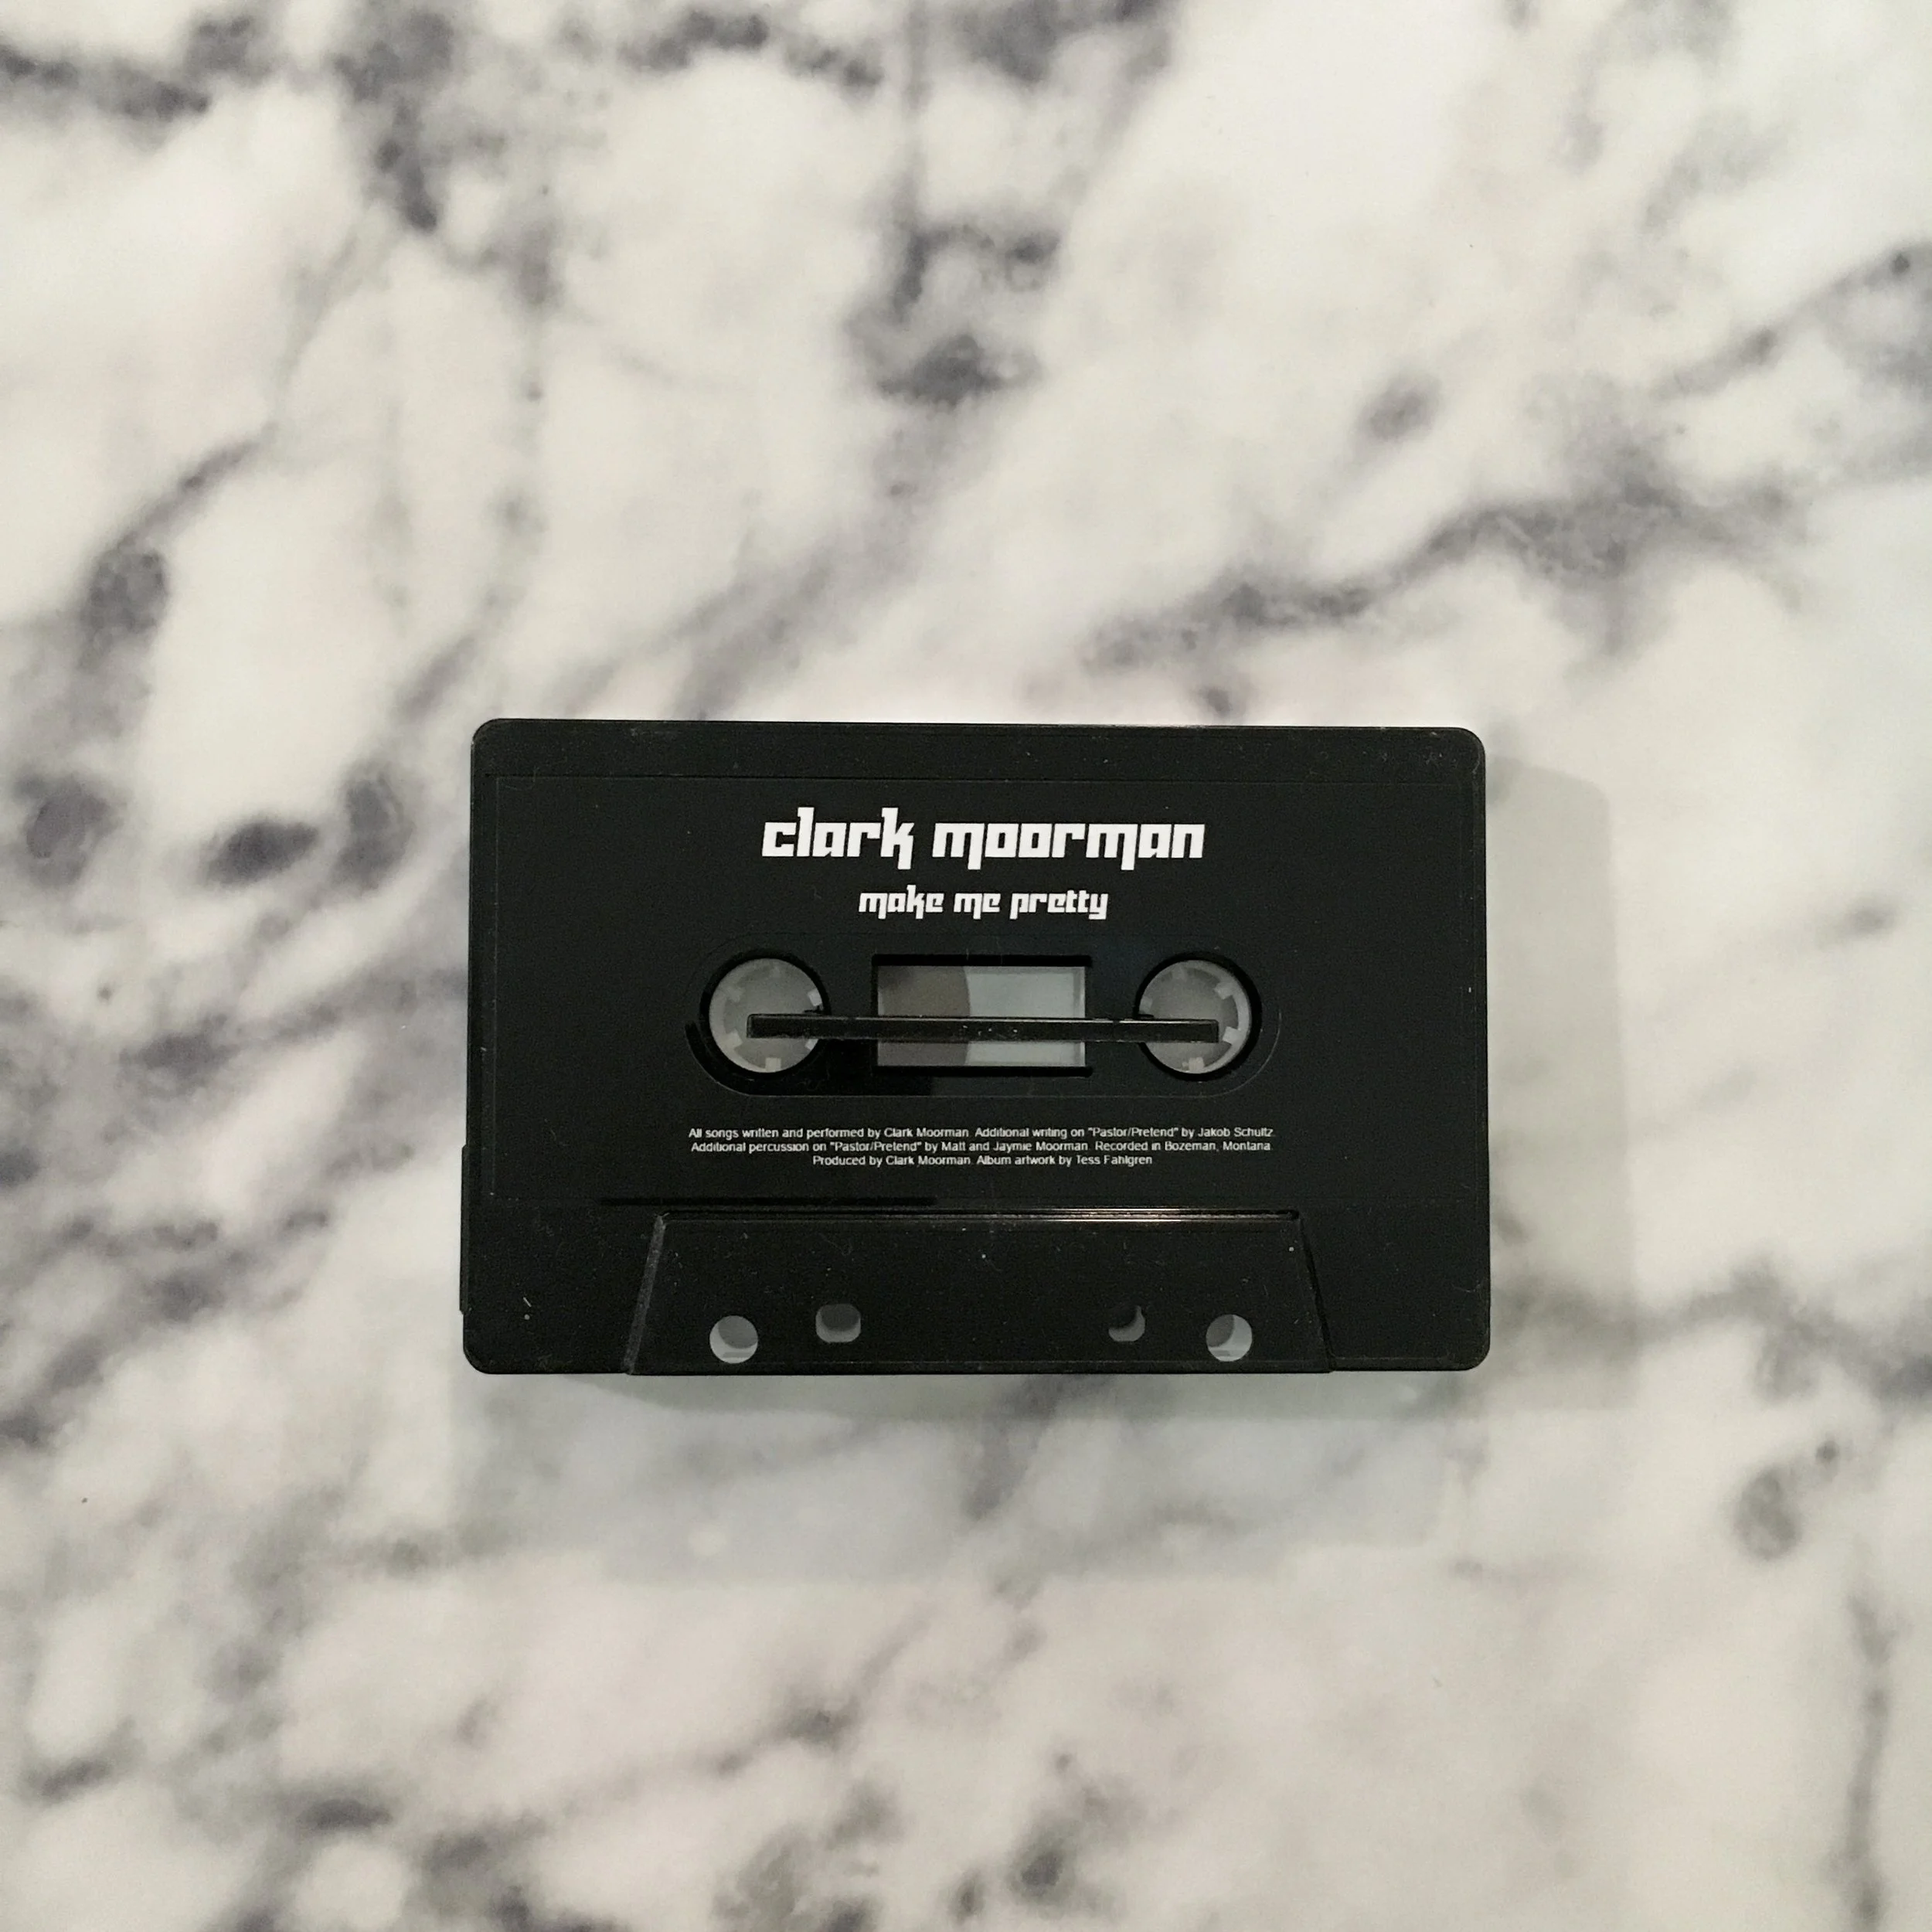 clark moorman
make me pretty
All songs written and performed by Clark Moorman. Additional writing on "Pastor/Pretend" by Jakob Schultz.
Additional percussion on "Pastor/Pretend" by Matt and Jaymie Moorman. Recorded in Bozeman, Montana.
Produced by Clark Moorman. Album artwork by Tess Fahlgren